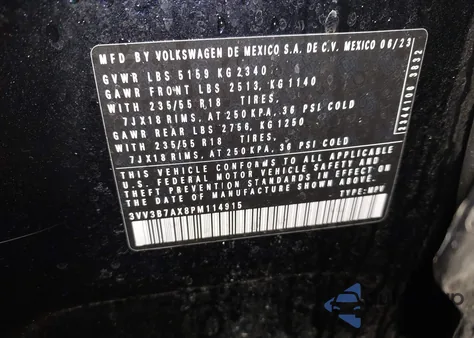 MFD BY VOLKSWAGEN DE MEXICO S.A. DE C.V. MEXICO 06/23
GVWR LBS 5159 KG 2340
GAWR FRONT LBS 2513, KG 1140
WITH 235/55 R18 TIRES.
7JX18 RIMS, AT 250 KPA, 36 PSI COLD
GAWR REAR LBS 2756, KG 1250
WITH 235/55 R18 TIRES.
7JX18 RIMS, AT 250 KPA, 36 PSI COLD
THIS VEHICLE CONFORMS TO ALL APPLICABLE
U.S. FEDERAL MOTOR VEHICLE SAFETY AND
THEFT PREVENTION STANDARDS IN EFFECT ON THE
DATE OF MANUFACTURE SHOWN ABOVE.
3VV3B7AX8PM114915
TYPE: MPV